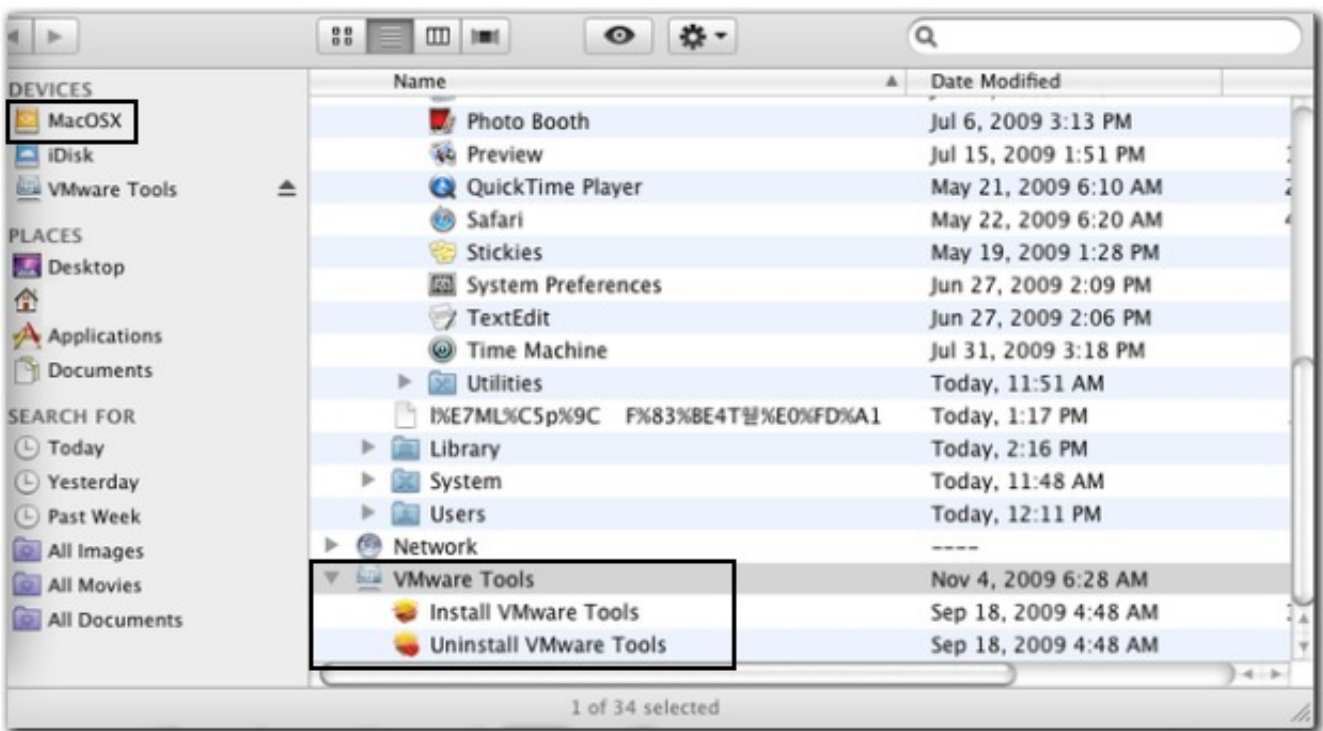 Name Date Modified
DEVICES
MacOSX
iDisk
VMware Tools
PLACES
Desktop
Applications
Documents
SEARCH FOR
Today
Yesterday
Past Week
All Images
All Movies
All Documents
Photo Booth Jul 6, 2009 3:13 PM
Preview Jul 15, 2009 1:51 PM
QuickTime Player May 21, 2009 6:10 AM
Safari May 22, 2009 6:20 AM
Stickies May 19, 2009 1:28 PM
System Preferences Jun 27, 2009 2:09 PM
TextEdit Jun 27, 2009 2:06 PM
Time Machine Jul 31, 2009 3:18 PM
Utilities Today, 11:51 AM
Today, 1:17 PM
Library Today, 2:16 PM
System Today, 11:48 AM
Users Today, 12:11 PM
Network ----
VMware Tools Nov 4, 2009 6:28 AM
Install VMware Tools Sep 18, 2009 4:48 AM
Uninstall VMware Tools Sep 18, 2009 4:48 AM
1 of 34 selected